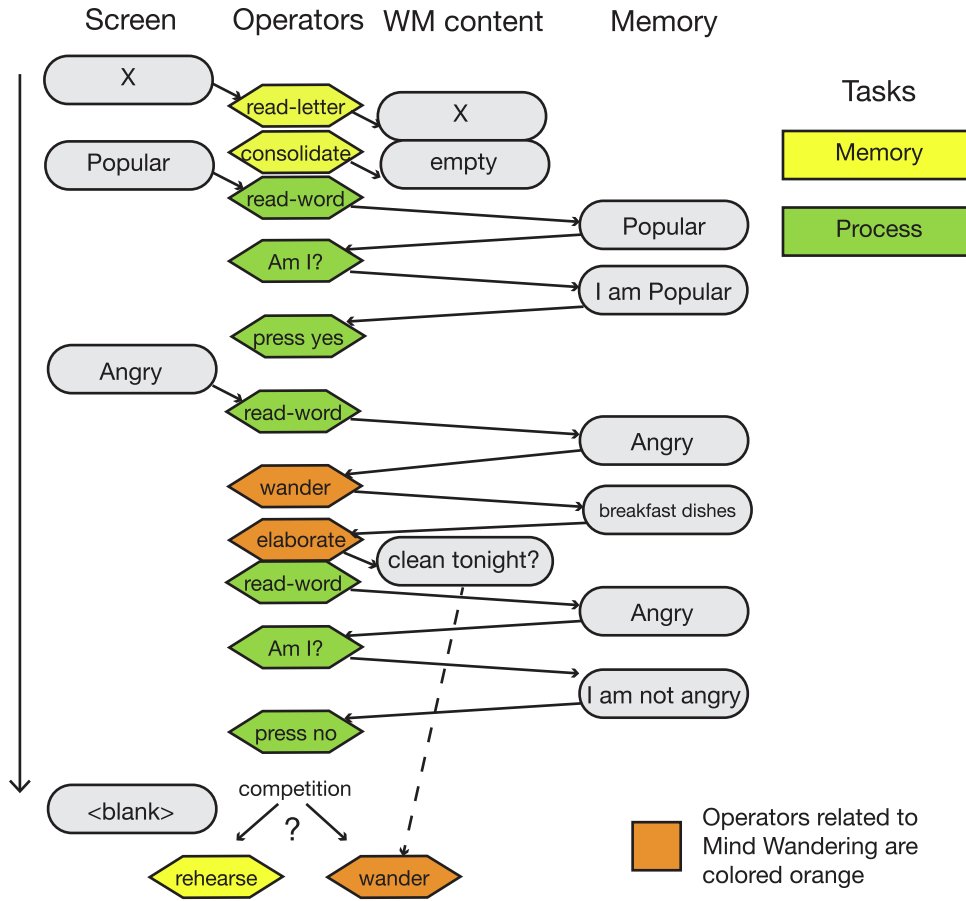 Screen Operators WM content Memory
X
read-letter
X
Tasks
Memory
Process
consolidate
empty
Popular
read-word
Popular
Am I?
I am Popular
press yes
Angry
read-word
Angry
wander
breakfast dishes
elaborate
clean tonight?
read-word
Angry
Am I?
I am not angry
press no
competition
<blank>
?
rehearse
wander
Operators related to
Mind Wandering are
colored orange